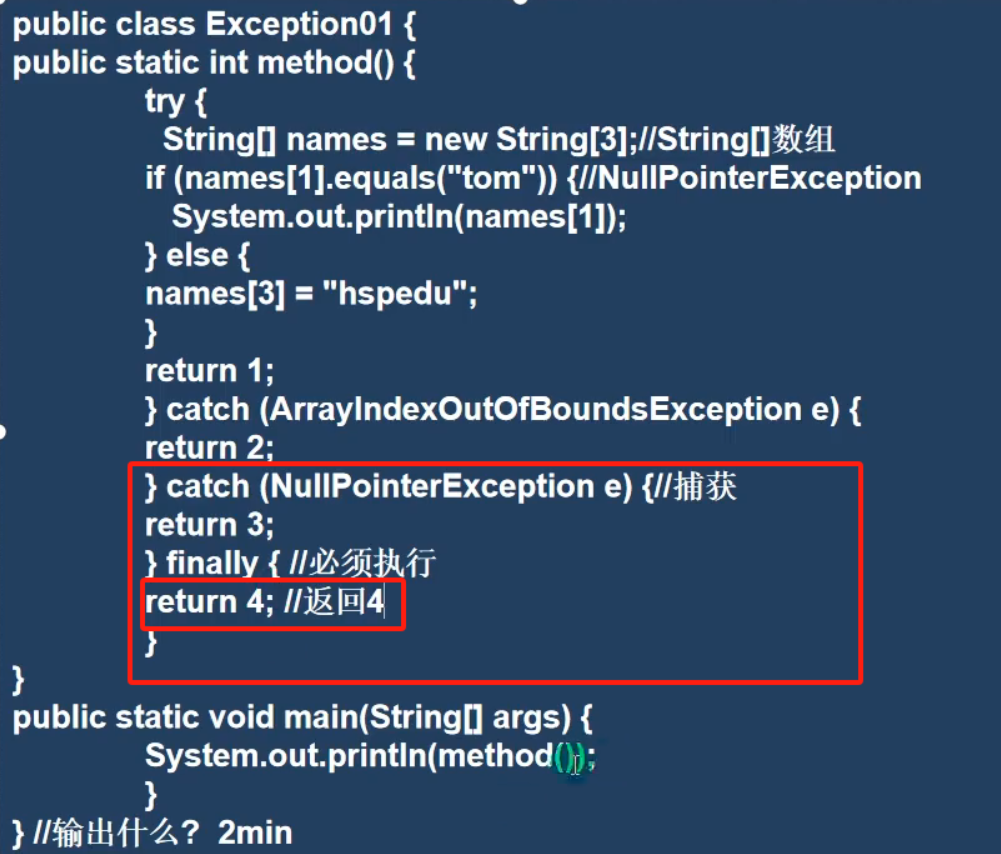 public class Exception01 {
public static int method() {
try {
String[] names = new String[3];//String[]数组
if (names[1].equals("tom")) {//NullPointerException
System.out.println(names[1]);
} else {
names[3] = "hspedu";
}
return 1;
} catch (ArrayIndexOutOfBoundsException e) {
return 2;
} catch (NullPointerException e) {//捕获
return 3;
} finally { //必须执行
return 4; //返回4
}
}
public static void main(String[] args) {
System.out.println(method());
}
} //输出什么? 2min